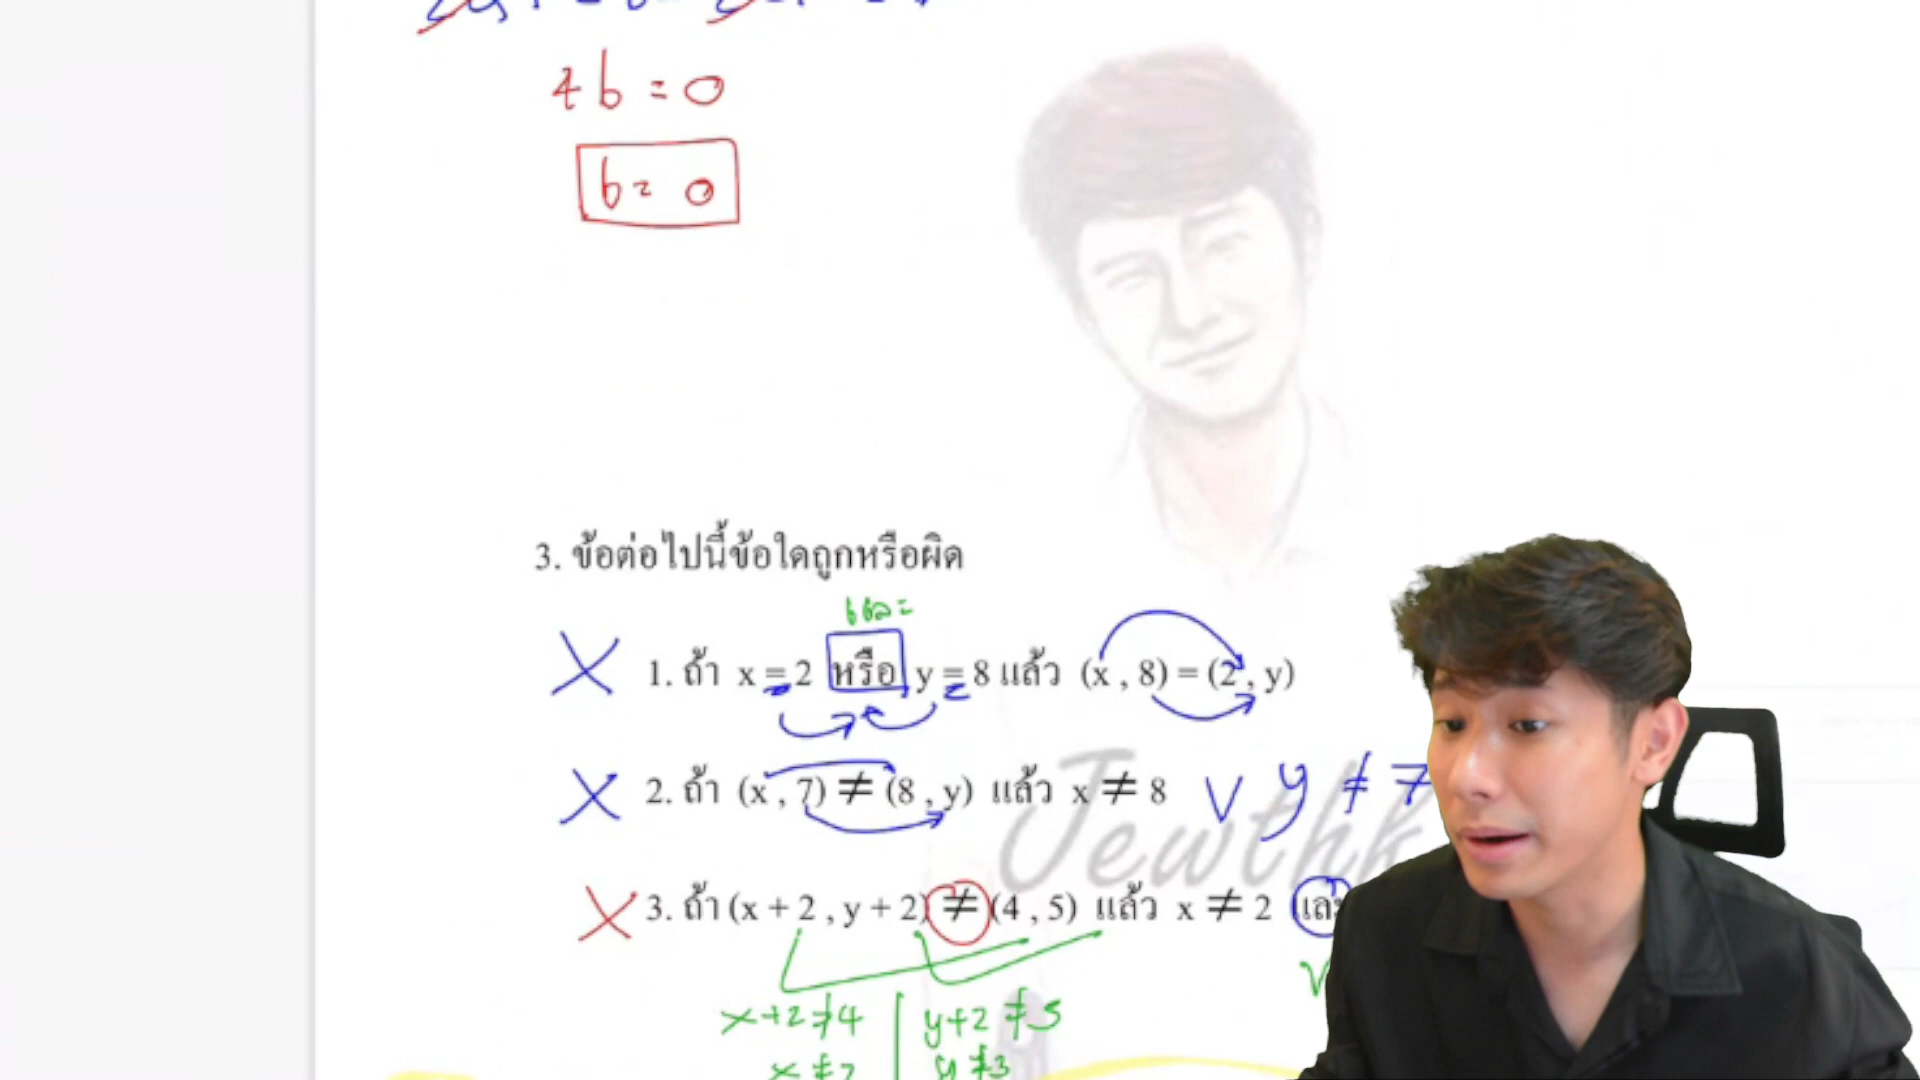 4b = 0
b = 0
3. ข้อต่อไปนี้ข้อใดถูกหรือผิด
และ
X 1. ถ้า x = 2 หรือ y = 8 แล้ว (x , 8) = (2 , y)
X 2. ถ้า (x , 7) ≠ (8 , y) แล้ว x ≠ 8 V y ≠ 7
Jewthk
X 3. ถ้า (x + 2 , y + 2) ≠ (4 , 5) แล้ว x ≠ 2
V
x+2≠4 | y+2≠5
x≠2 | y≠3